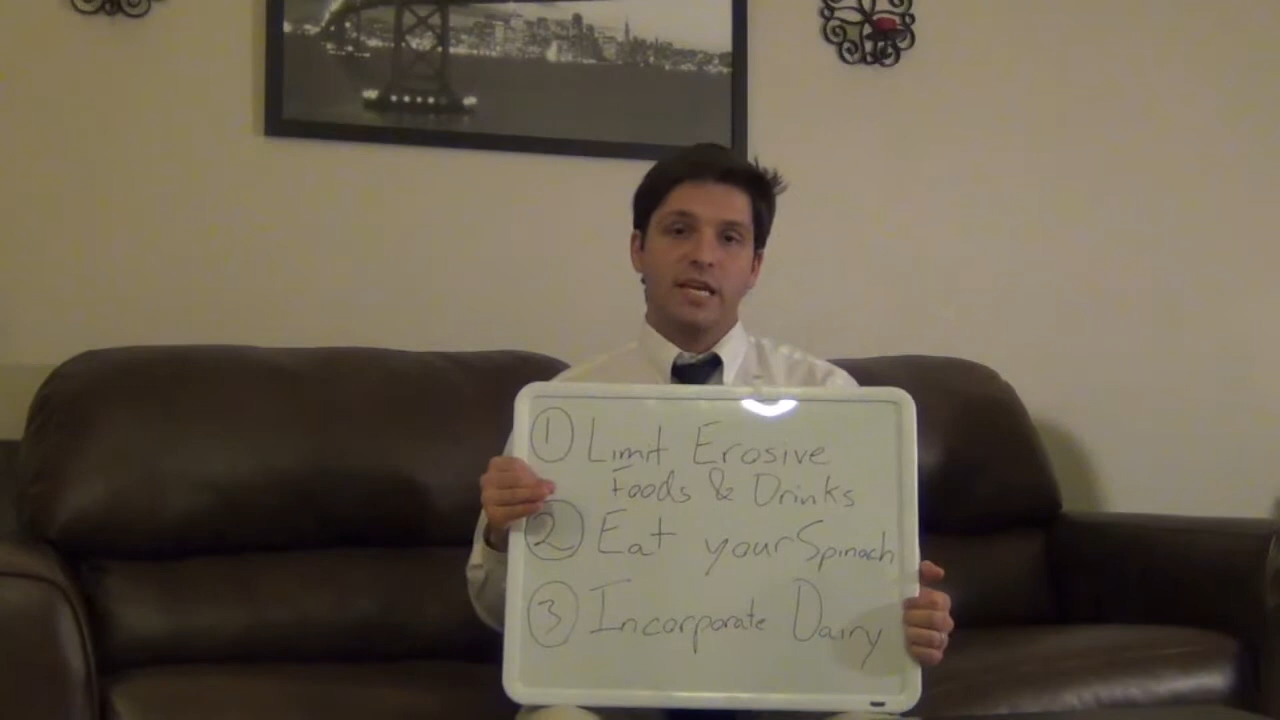 ① Limit Erosive
Foods & Drinks
② Eat your Spinach
③ Incorporate Dairy